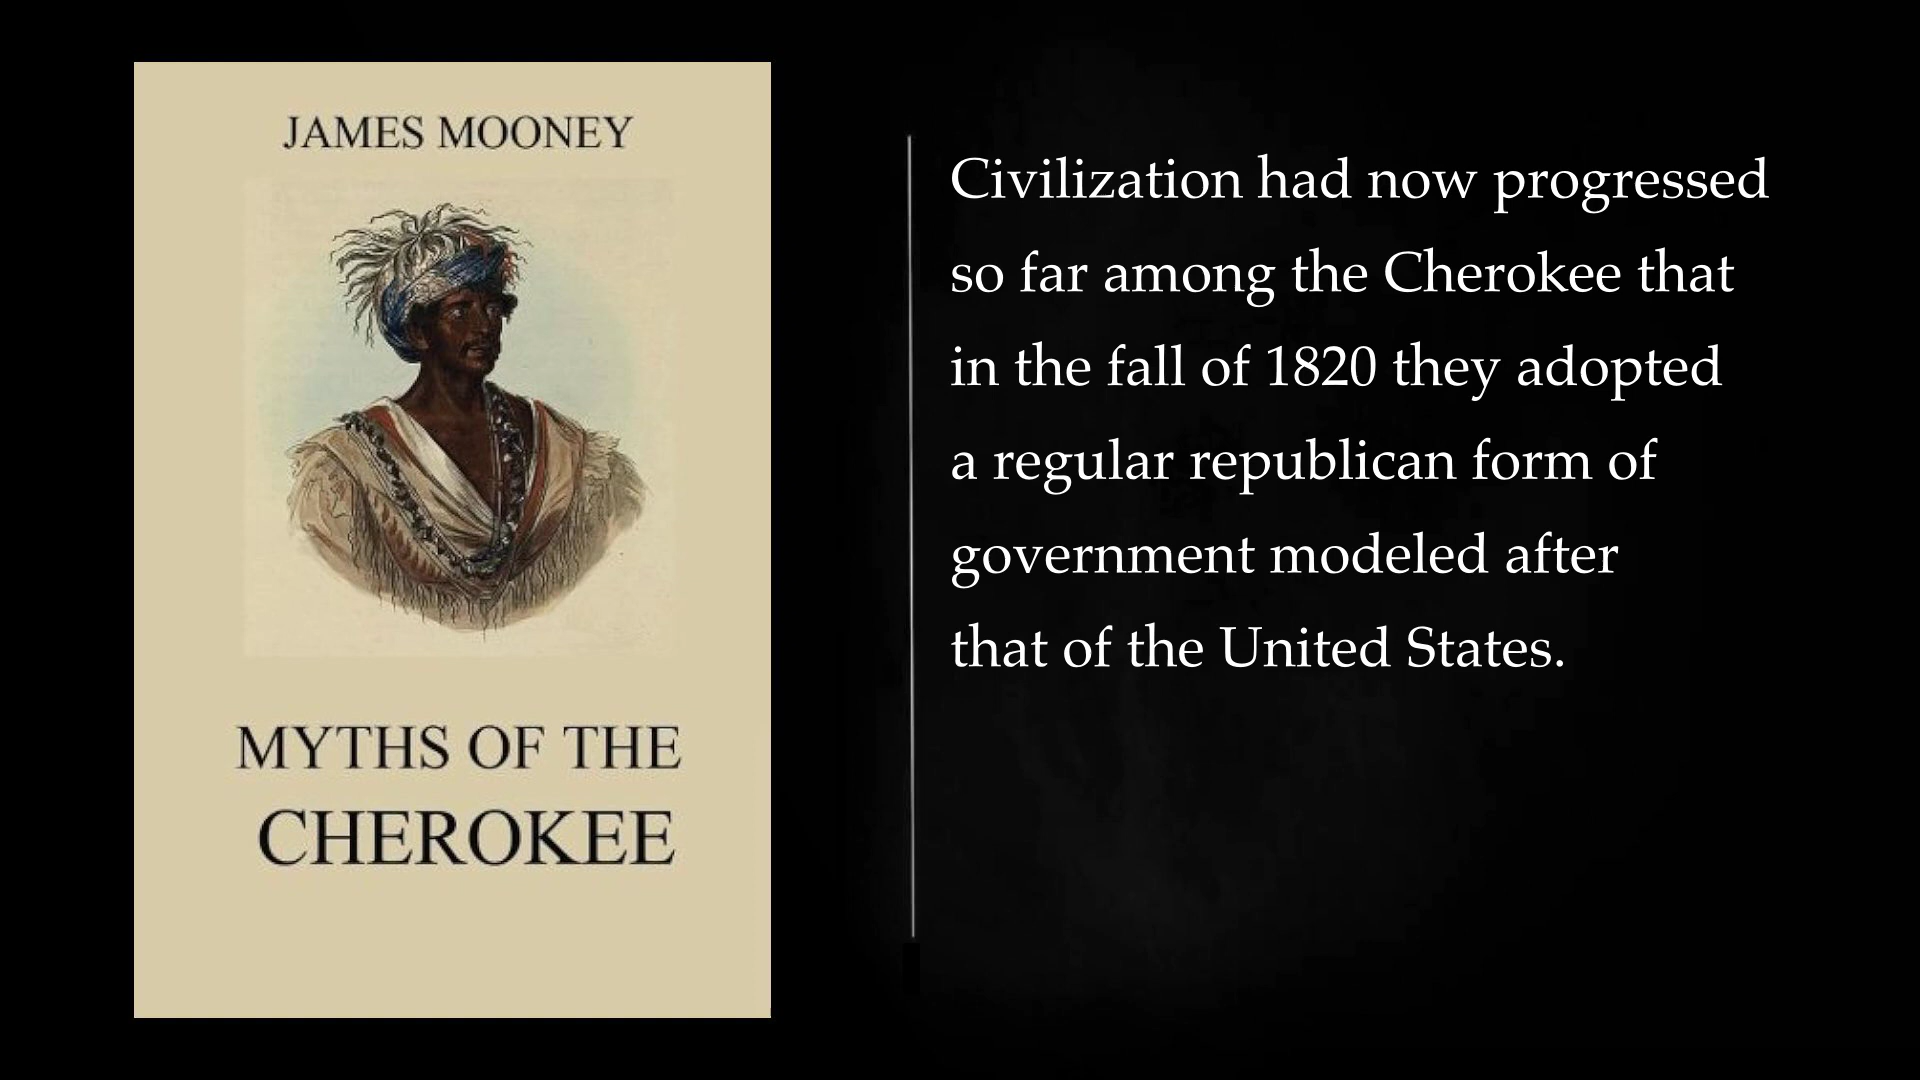 JAMES MOONEY
MYTHS OF THE
CHEROKEE
Civilization had now progressed
so far among the Cherokee that
in the fall of 1820 they adopted
a regular republican form of
government modeled after
that of the United States.